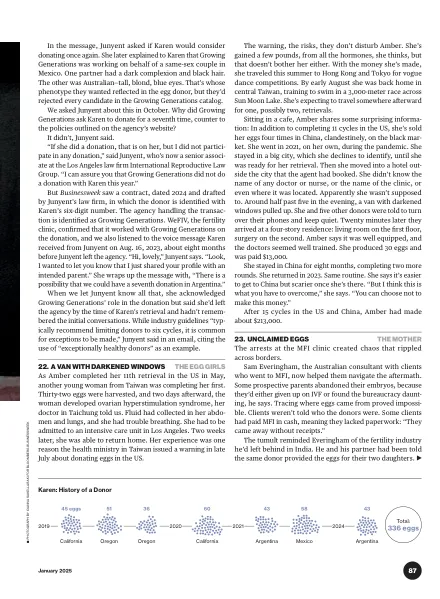 In the message, Junyent asked if Karen would consider
donating once again. She later explained to Karen that Growing
Generations was working on behalf of a same-sex couple in
Mexico. One partner had a dark complexion and black hair.
The other was Australian–tall, blond, blue eyes. That's whose
phenotype they wanted reflected in the egg donor, but they'd
rejected every candidate in the Growing Generations catalog.
We asked Junyent about this in October. Why did Growing
Generations ask Karen to donate for a seventh time, counter
to the policies outlined on the agency's website?
It didn't, Junyent said.
"If she did a donation, that is on her, but I did not partici-
pate in any donation," said Junyent, who's now a senior associ-
ate at the Los Angeles law firm International Reproductive Law
Group. "I can assure you that Growing Generations did not do
a donation with Karen this year."
But Businessweek saw a contract, dated 2024 and drafted
by Junyent's law firm, in which the donor is identified with
Karen's six-digit number. The agency handling the transac-
tion is identified as Growing Generations. WeFIV, the fertility
clinic, confirmed that it worked with Growing Generations on
the donation, and we also listened to the voice message Karen
received from Junyent on Aug. 16, 2023, about eight months
before Junyent left the agency. "Hi, lovely," Junyent says. "Look,
I wanted to let you know that I just shared your profile with an
intended parent." She wraps up the message with, "There is a
possibility that we could have a seventh donation in Argentina."
When we let Junyent know all that, she acknowledged
Growing Generations' role in the donation but said she'd left
the agency by the time of Karen's retrieval and hadn't remem-
bered the initial conversations. While industry guidelines "typ-
ically recommend limiting donors to six cycles, it is common
for exceptions to be made," Junyent said in an email, citing the
use of "exceptionally healthy donors" as an example.
22. A VAN WITH DARKENED WINDOWS THE EGG GIRLS
As Amber completed her 11th retrieval in the US in May,
another young woman from Taiwan was completing her first.
Thirty-two eggs were harvested, and two days afterward, the
woman developed ovarian hyperstimulation syndrome, her
doctor in Taichung told us. Fluid had collected in her abdo-
men and lungs, and she had trouble breathing. She had to be
admitted to an intensive care unit in Los Angeles. Two weeks
later, she was able to return home. Her experience was one
reason the health ministry in Taiwan issued a warning in late
July about donating eggs in the US.
The warning, the risks, they don't disturb Amber. She's
gained a few pounds, from all the hormones, she thinks, but
that doesn't bother her either. With the money she's made,
she traveled this summer to Hong Kong and Tokyo for vogue
dance competitions. By early August she was back home in
central Taiwan, training to swim in a 3,000-meter race across
Sun Moon Lake. She's expecting to travel somewhere afterward
for one, possibly two, retrievals.
Sitting in a cafe, Amber shares some surprising informa-
tion: In addition to completing 11 cycles in the US, she's sold
her eggs four times in China, clandestinely, on the black mar-
ket. She went in 2021, on her own, during the pandemic. She
stayed in a big city, which she declines to identify, until she
was ready for her retrieval. Then she moved into a hotel out-
side the city that the agent had booked. She didn't know the
name of any doctor or nurse, or the name of the clinic, or
even where it was located. Apparently she wasn't supposed
to. Around half past five in the evening, a van with darkened
windows pulled up. She and five other donors were told to turn
over their phones and keep quiet. Twenty minutes later they
arrived at a four-story residence: living room on the first floor,
surgery on the second. Amber says it was well equipped, and
the doctors seemed well trained. She produced 30 eggs and
was paid $13,000.
She stayed in China for eight months, completing two more
rounds. She returned in 2023. Same routine. She says it's easier
to get to China but scarier once she's there. "But I think this is
what you have to overcome," she says. "You can choose not to
make this money."
After 15 cycles in the US and China, Amber had made
about $213,000.
23. UNCLAIMED EGGS THE MOTHER
The arrests at the MFI clinic created chaos that rippled
across borders.
Sam Everingham, the Australian consultant with clients
who went to MFI, now helped them navigate the aftermath.
Some prospective parents abandoned their embryos, because
they'd either given up on IVF or found the bureaucracy daunt-
ing, he says. Tracing where eggs came from proved impossi-
ble. Clients weren't told who the donors were. Some clients
had paid MFI in cash, meaning they lacked paperwork: "They
came away without receipts."
The tumult reminded Everingham of the fertility industry
he'd left behind in India. He and his partner had been told
the same donor provided the eggs for their two daughters. ▶
Karen: History of a Donor
2019 2020 2021 2024
California Oregon Oregon California Argentina Mexico Argentina
Total:
336 eggs
January 2025
87